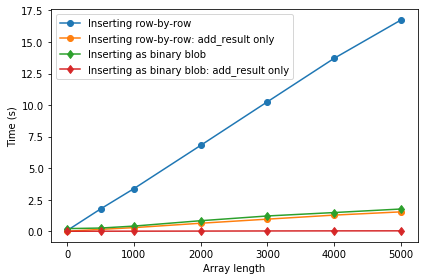 17.5
15.0
12.5
10.0
7.5
5.0
2.5
0.0
Time (s)
Inserting row-by-row
Inserting row-by-row: add_result only
Inserting as binary blob
Inserting as binary blob: add_result only
0 1000 2000 3000 4000 5000
Array length